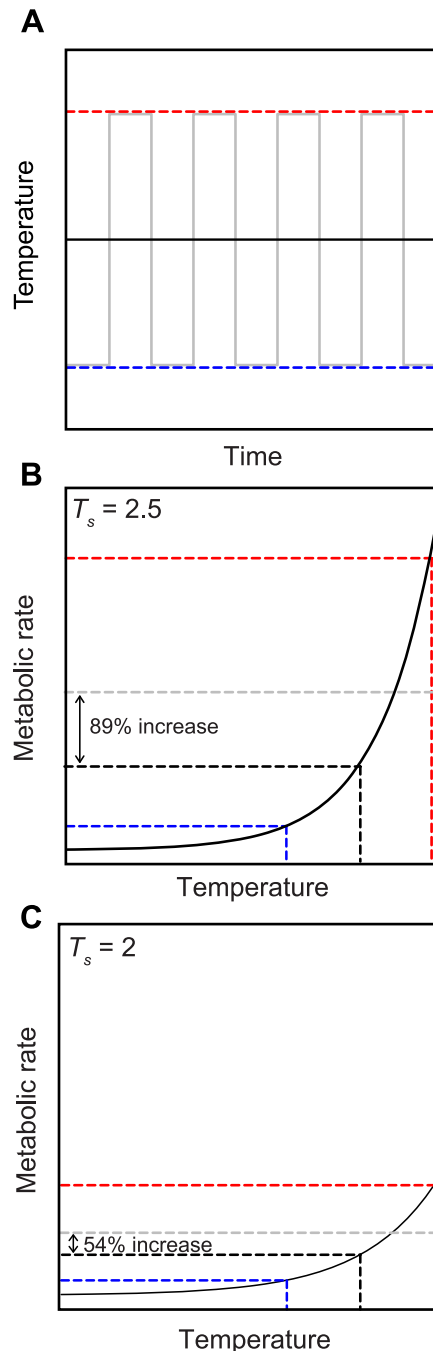 A
Temperature
Time
B
T_s = 2.5
Metabolic rate
89% increase
Temperature
C
T_s = 2
Metabolic rate
54% increase
Temperature